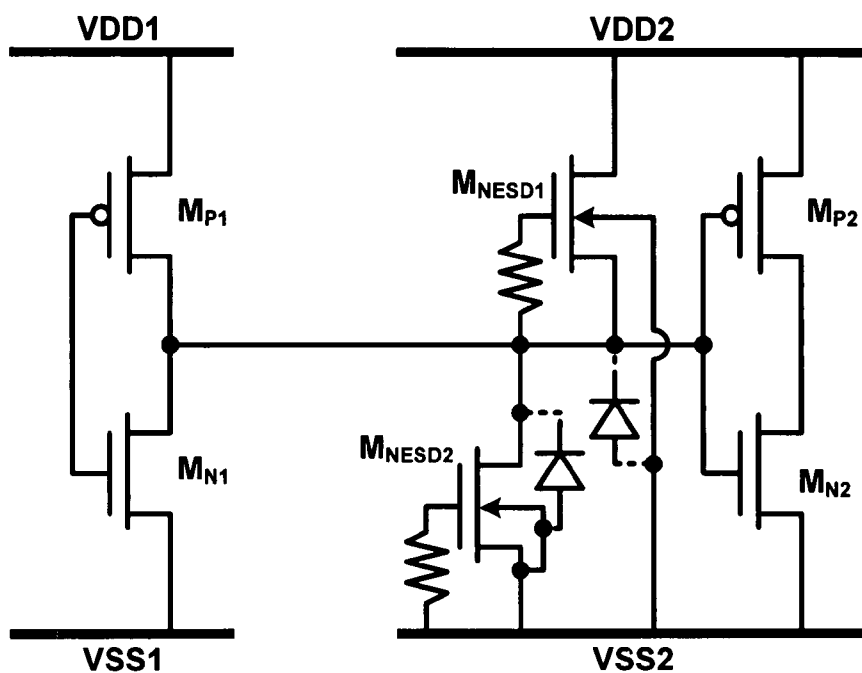 VDD1
VDD2
MNESD1
MP1
MP2
MNESD2
MN1
MN2
VSS1
VSS2